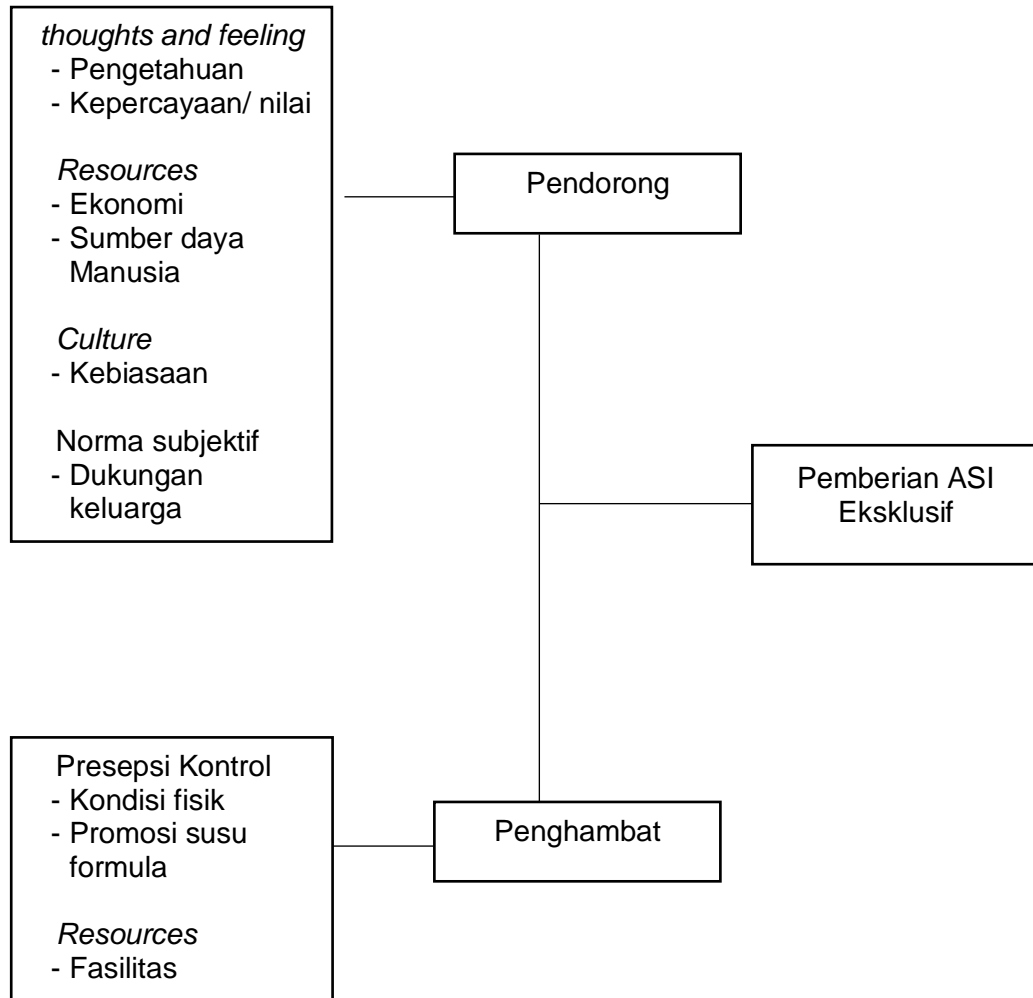 thoughts and feeling
- Pengetahuan
- Kepercayaan/ nilai
Resources
- Ekonomi
- Sumber daya
Manusia
Culture
- Kebiasaan
Norma subjektif
- Dukungan
keluarga
Pendorong
Pemberian ASI
Eksklusif
Presepsi Kontrol
- Kondisi fisik
- Promosi susu
formula
Resources
- Fasilitas
Penghambat